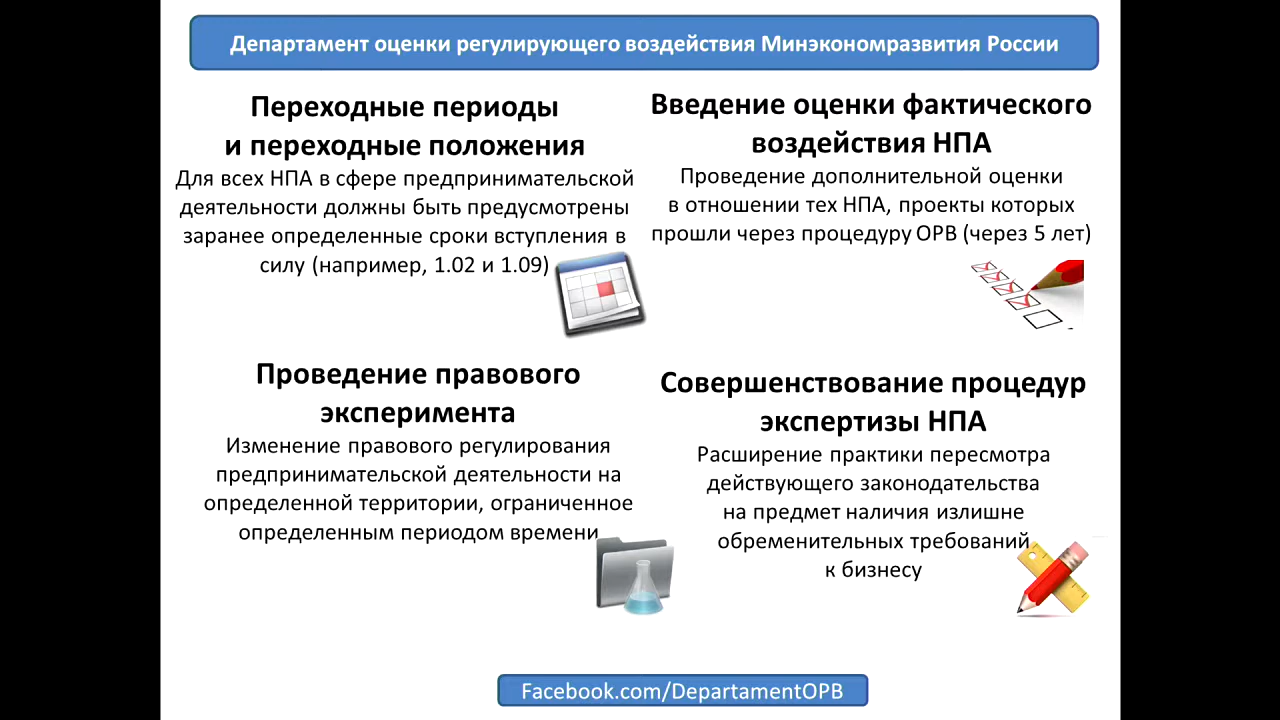 Департамент оценки регулирующего воздействия Минэкономразвития России
Переходные периоды
и переходные положения
Для всех НПА в сфере предпринимательской
деятельности должны быть предусмотрены
заранее определенные сроки вступления в
силу (например, 1.02 и 1.09)
Введение оценки фактического
воздействия НПА
Проведение дополнительной оценки
в отношении тех НПА, проекты которых
прошли через процедуру ОРВ (через 5 лет)
Проведение правового
эксперимента
Изменение правового регулирования
предпринимательской деятельности на
определенной территории, ограниченное
определенным периодом времени
Совершенствование процедур
экспертизы НПА
Расширение практики пересмотра
действующего законодательства
на предмет наличия излишне
обременительных требований
к бизнесу
Facebook.com/DepartamentOPB